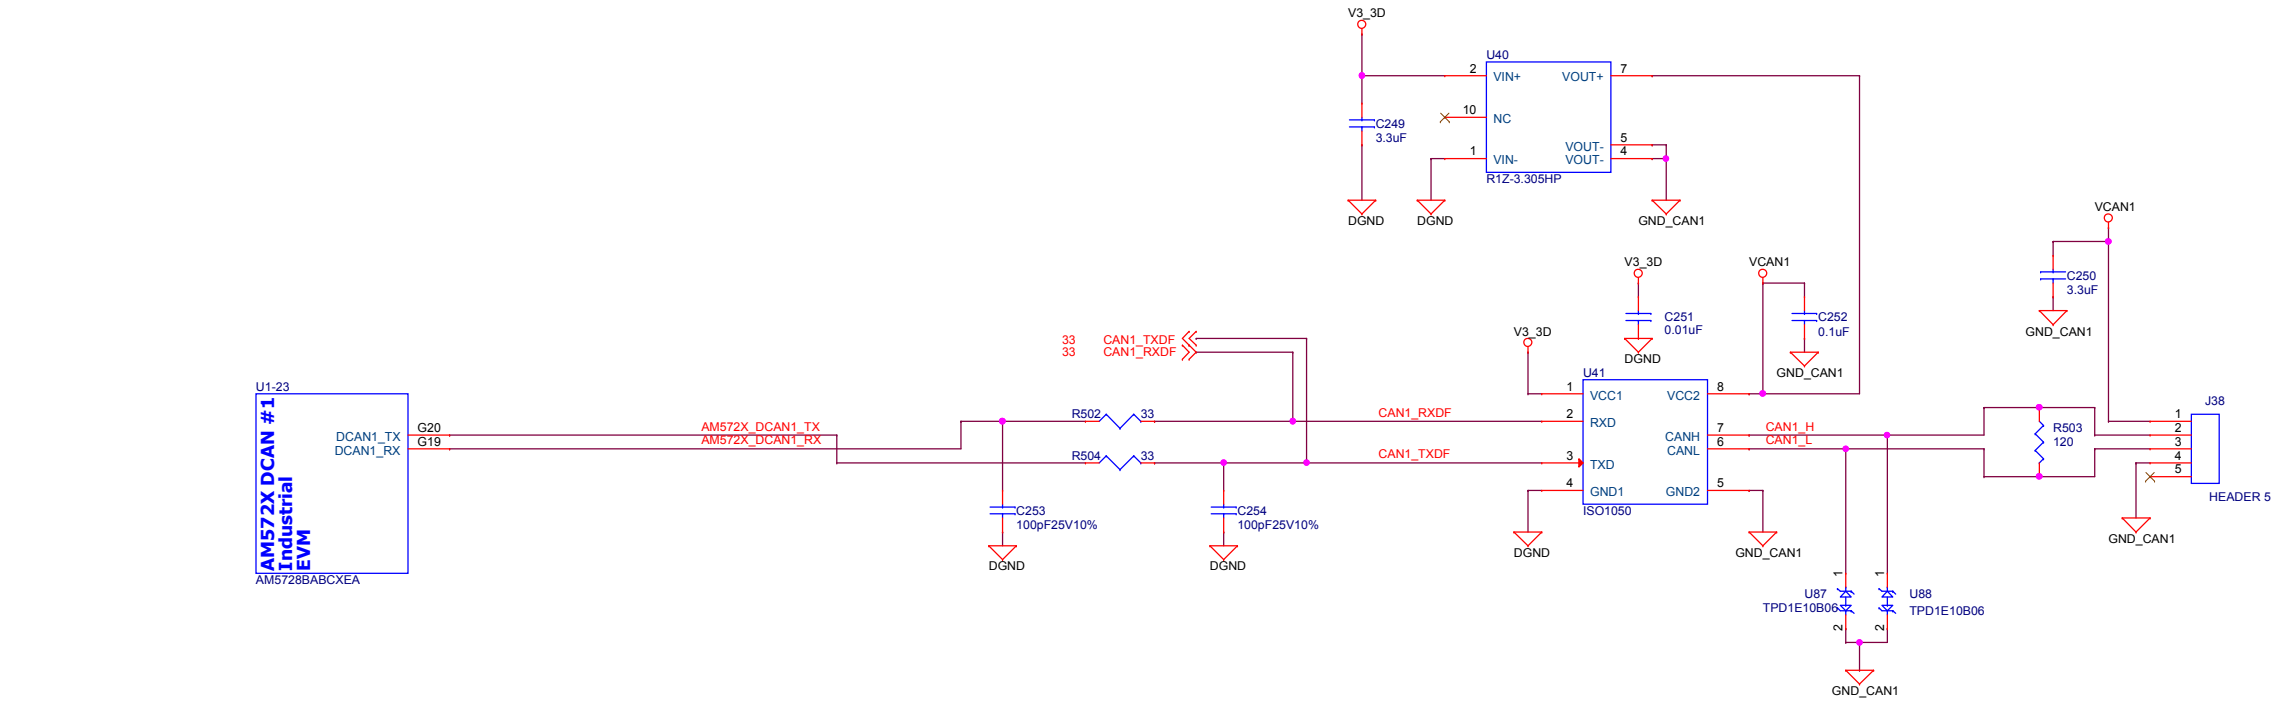 V3_3D
U40
2
VIN+
VOUT+
7
10
NC
C249
3.3uF
VOUT-
5
1
VIN-
VOUT-
4
R1Z-3.305HP
DGND
DGND
GND_CAN1
VCAN1
C250
3.3uF
GND_CAN1
V3_3D
C251
0.01uF
DGND
VCAN1
C252
0.1uF
GND_CAN1
V3_3D
33 CAN1_TXDF
33 CAN1_RXDF
U1-23
AM572X DCAN #1
Industrial
EVM
DCAN1_TX
G20
DCAN1_RX
G19
AM5728BABCXEA
AM572X_DCAN1_TX
AM572X_DCAN1_RX
R502
33
R504
33
C253
100pF25V10%
DGND
C254
100pF25V10%
DGND
CAN1_RXDF
CAN1_TXDF
U41
1
VCC1
VCC2
8
2
RXD
CANH
7
CANL
6
3
TXD
4
GND1
GND2
5
ISO1050
DGND
GND_CAN1
CAN1_H
CAN1_L
R503
120
J38
1
2
3
4
5
HEADER 5
GND_CAN1
1
1
U87
TPD1E10B06
U88
TPD1E10B06
2
2
GND_CAN1